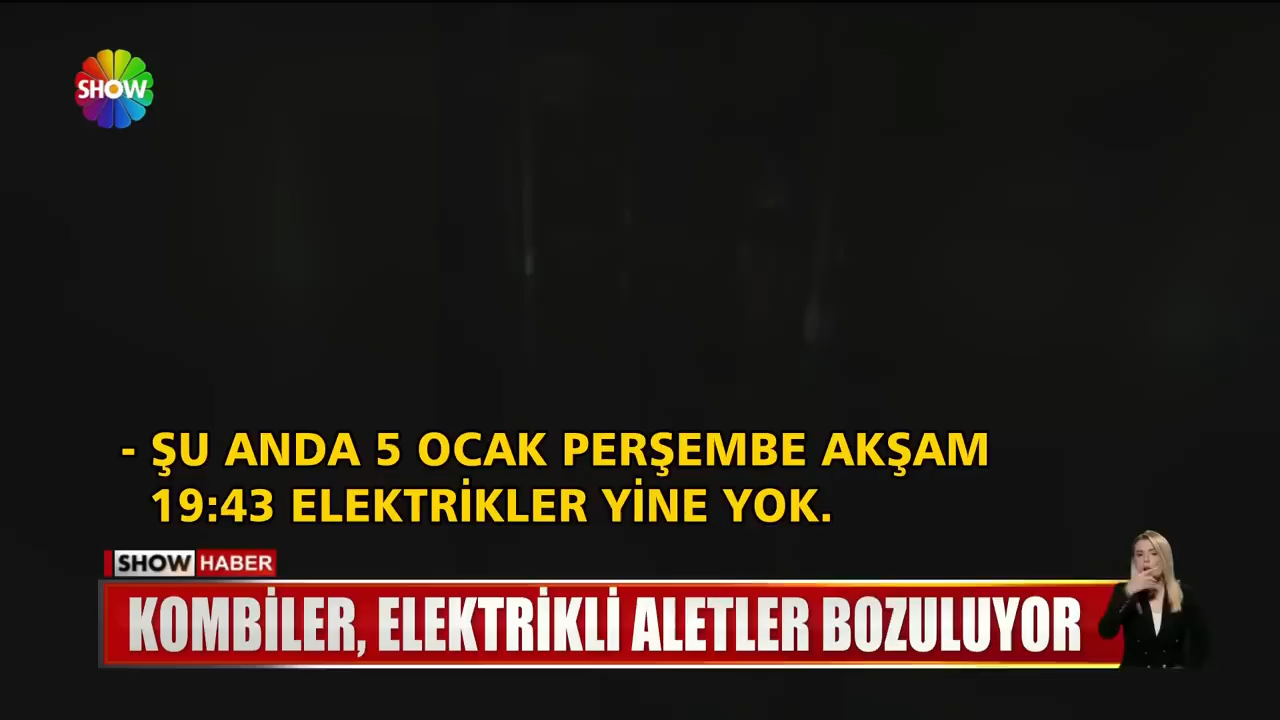 SHOW
- ŞU ANDA 5 OCAK PERŞEMBE AKŞAM
19:43 ELEKTRİKLER YİNE YOK.
SHOW HABER
KOMBİLER, ELEKTRİKLİ ALETLER BOZULUYOR